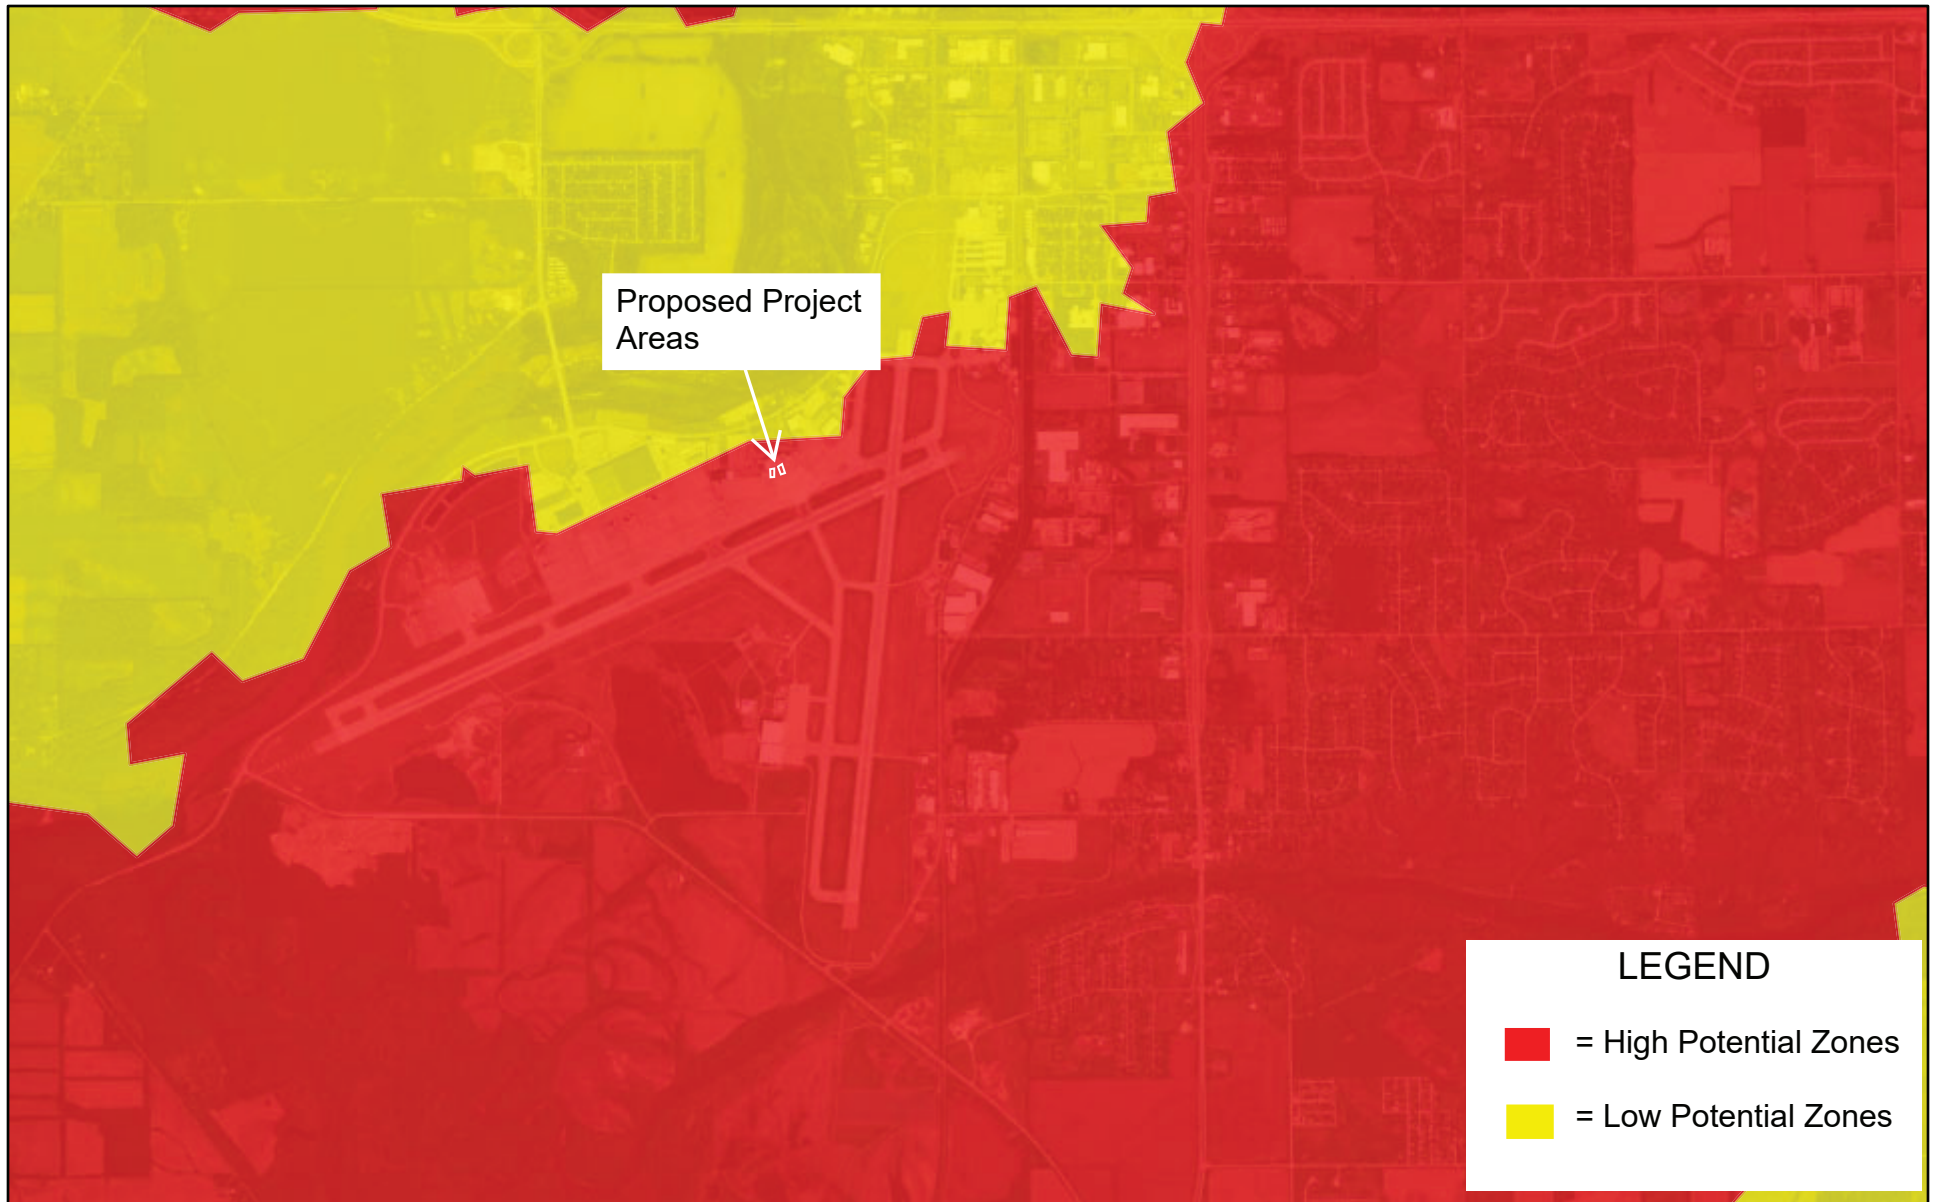 Proposed Project
Areas
LEGEND
= High Potential Zones
= Low Potential Zones